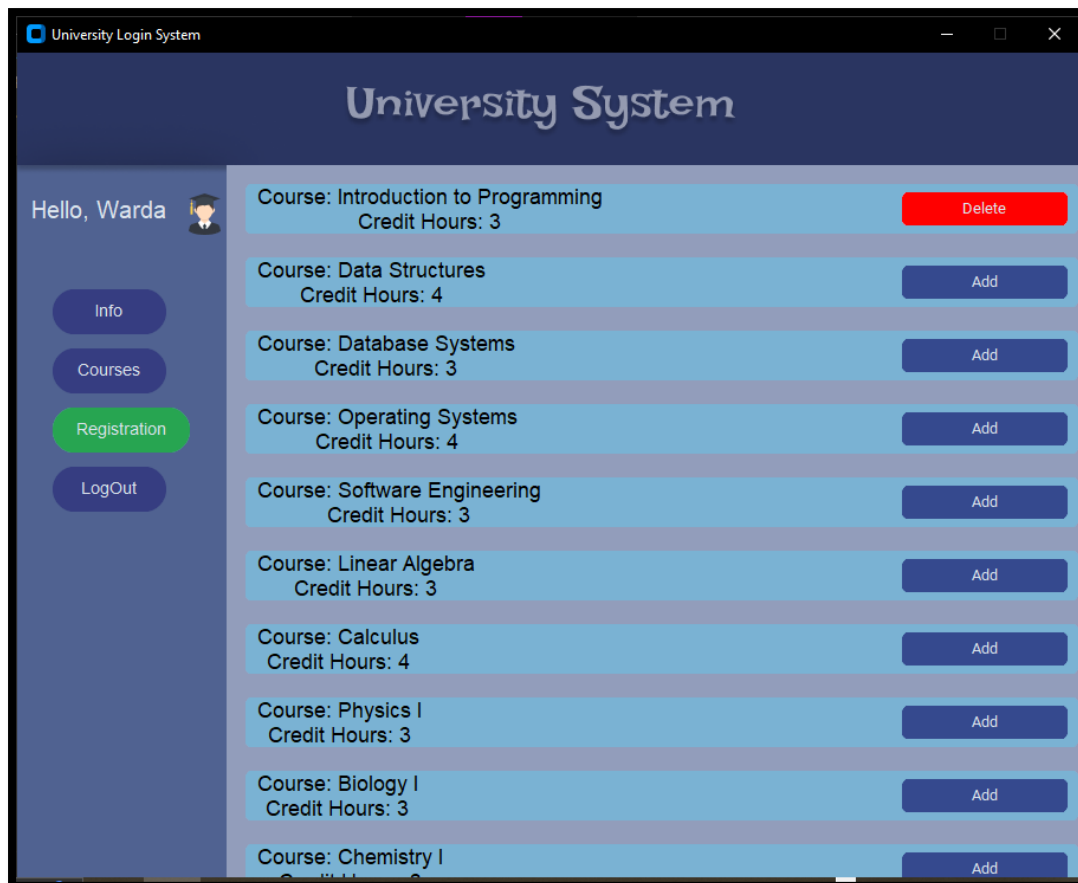 University Login System
University System
Hello, Warda
Info
Courses
Registration
LogOut
Course: Introduction to Programming
Credit Hours: 3
Delete
Course: Data Structures
Credit Hours: 4
Add
Course: Database Systems
Credit Hours: 3
Add
Course: Operating Systems
Credit Hours: 4
Add
Course: Software Engineering
Credit Hours: 3
Add
Course: Linear Algebra
Credit Hours: 3
Add
Course: Calculus
Credit Hours: 4
Add
Course: Physics I
Credit Hours: 3
Add
Course: Biology I
Credit Hours: 3
Add
Course: Chemistry I
Add